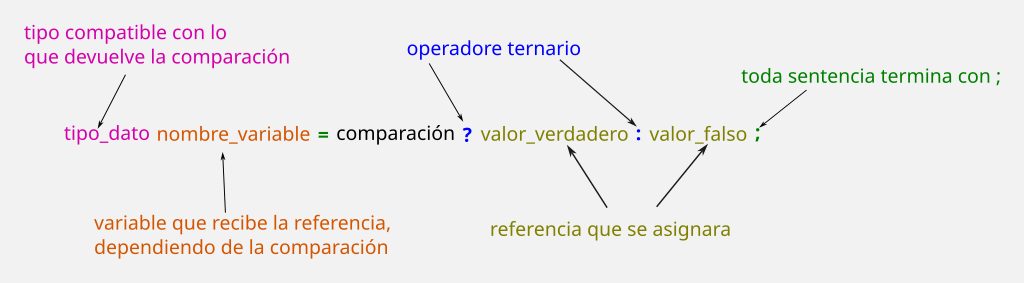 tipo compatible con lo
que devuelve la comparación
operadore ternario
toda sentencia termina con ;
tipo_dato nombre_variable = comparación ? valor_verdadero : valor_falso ;
variable que recibe la referencia,
dependiendo de la comparación
referencia que se asignara